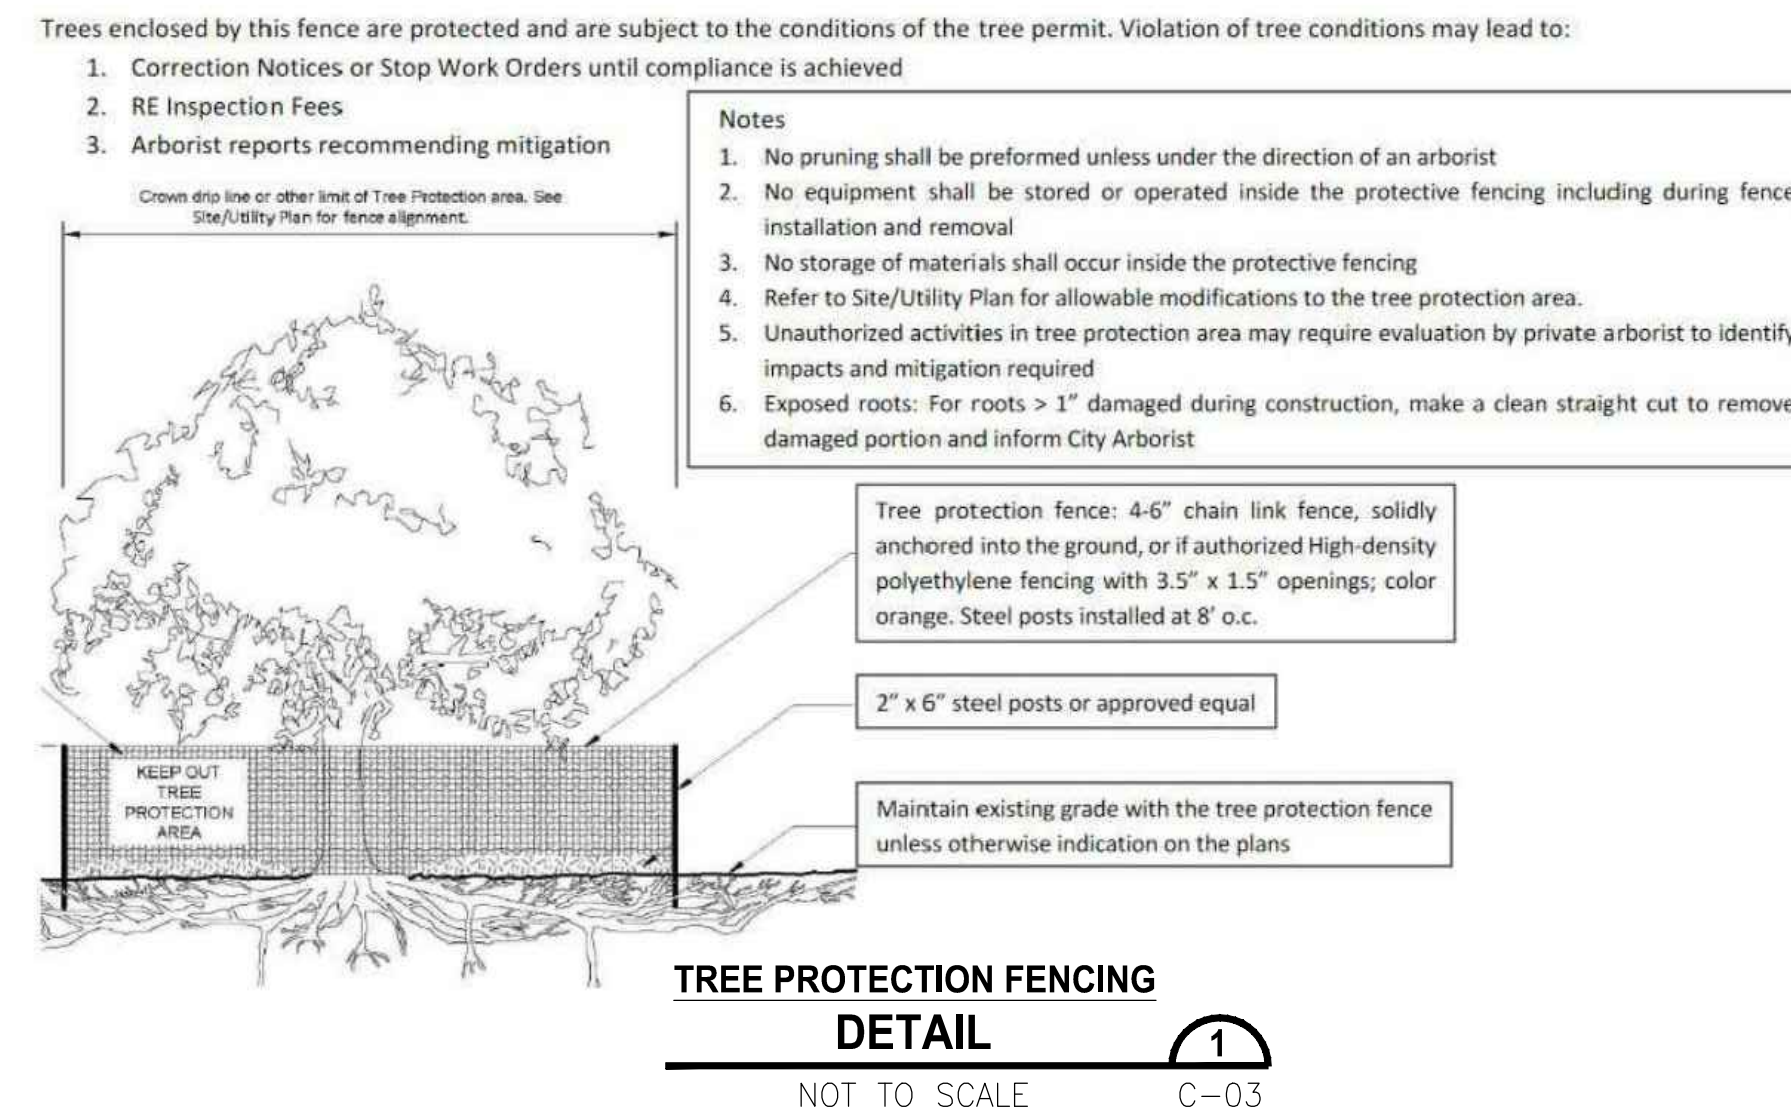 Trees enclosed by this fence are protected and are subject to the conditions of the tree permit. Violation of tree conditions may lead to:
1. Correction Notices or Stop Work Orders until compliance is achieved
2. RE Inspection Fees
3. Arborist reports recommending mitigation
Crown drip line or other limit of Tree Protection area. See
Site/Utility Plan for fence alignment.
Notes
1. No pruning shall be preformed unless under the direction of an arborist
2. No equipment shall be stored or operated inside the protective fencing including during fence
installation and removal
3. No storage of materials shall occur inside the protective fencing
4. Refer to Site/Utility Plan for allowable modifications to the tree protection area.
5. Unauthorized activities in tree protection area may require evaluation by private arborist to identify
impacts and mitigation required
6. Exposed roots: For roots > 1” damaged during construction, make a clean straight cut to remove
damaged portion and inform City Arborist
Tree protection fence: 4-6” chain link fence, solidly
anchored into the ground, or if authorized High-density
polyethylene fencing with 3.5” x 1.5” openings; color
orange. Steel posts installed at 8’ o.c.
2” x 6” steel posts or approved equal
KEEP OUT
TREE
PROTECTION
AREA
Maintain existing grade with the tree protection fence
unless otherwise indication on the plans
TREE PROTECTION FENCING
DETAIL
1
NOT TO SCALE
C-03